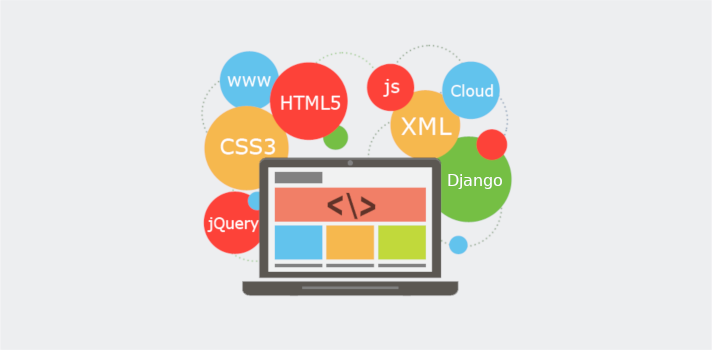 www
HTML5
js
Cloud
CSS3
XML
Django
jQuery
<\>